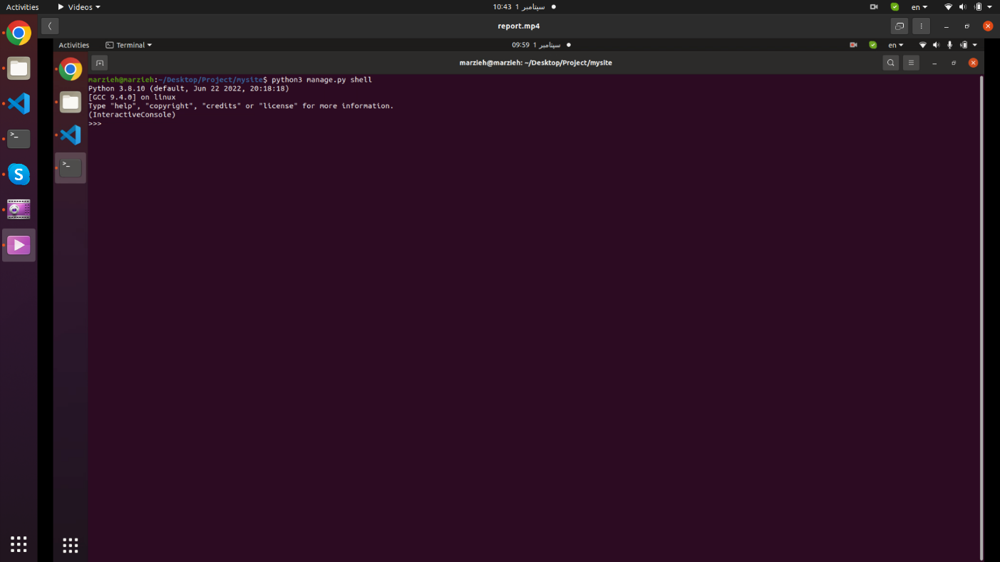 Activities
Videos
سپتامبر 1 10:43
en
report.mp4
Activities
Terminal
سپتامبر 1 09:59
en
marzieh@marzieh: ~/Desktop/Project/mysite
marzieh@marzieh:~/Desktop/Project/mysite$ python3 manage.py shell
Python 3.8.10 (default, Jun 22 2022, 20:18:18)
[GCC 9.4.0] on linux
Type "help", "copyright", "credits" or "license" for more information.
(InteractiveConsole)
>>>